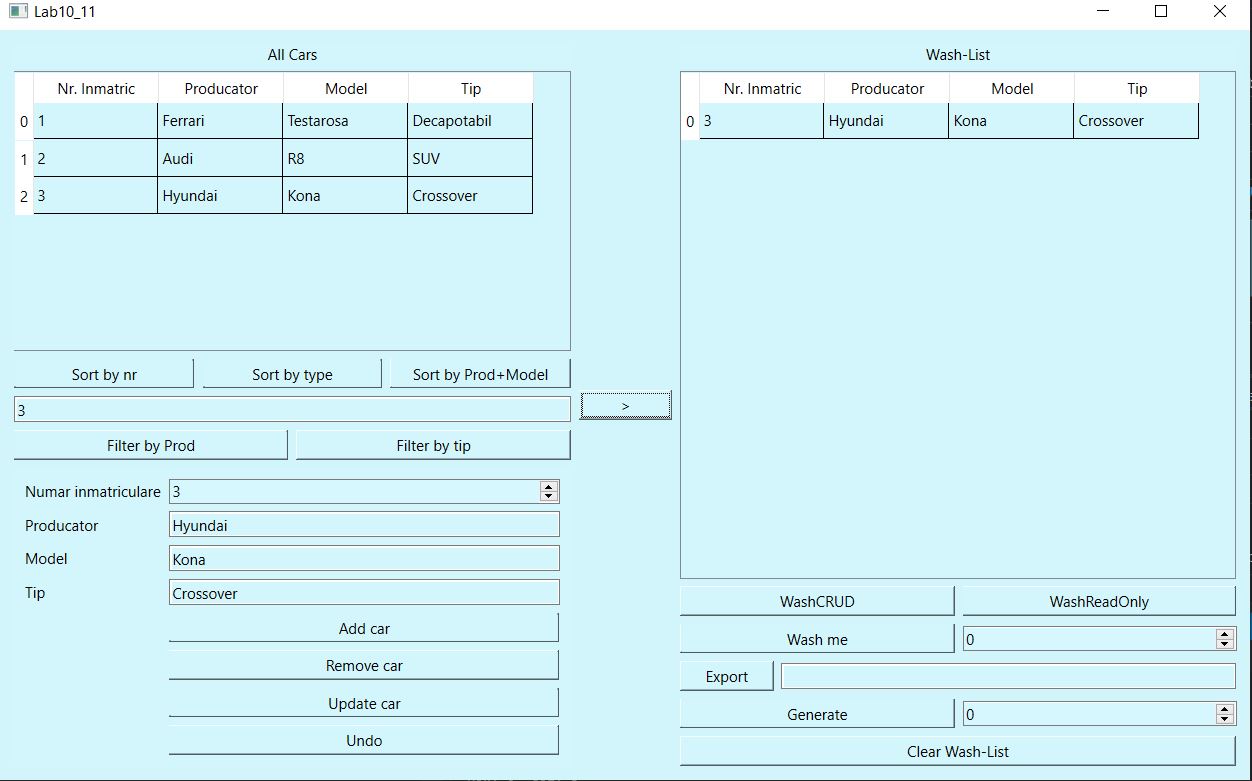 Lab10_11
All Cars
Nr. Inmatric Producator Model Tip
0 1 Ferrari Testarosa Decapotabil
1 2 Audi R8 SUV
2 3 Hyundai Kona Crossover
Sort by nr Sort by type Sort by Prod+Model
3
Filter by Prod Filter by tip
Numar inmatriculare 3
Producator Hyundai
Model Kona
Tip Crossover
Add car
Remove car
Update car
Undo
>
Wash-List
Nr. Inmatric Producator Model Tip
0 3 Hyundai Kona Crossover
WashCRUD WashReadOnly
Wash me 0
Export
Generate 0
Clear Wash-List